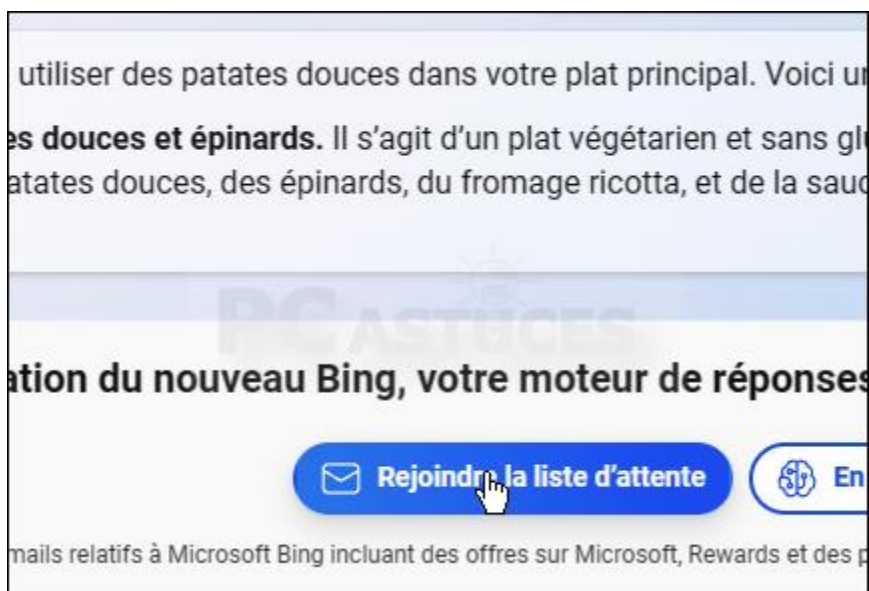 utiliser des patates douces dans votre plat principal. Voici
es douces et épinards. Il s'agit d'un plat végétarien et sans
atates douces, des épinards, du fromage ricotta, et de la
PC ASTUCES
ation du nouveau Bing, votre moteur de réponses
Rejoindre la liste d'attente
En
mails relatifs à Microsoft Bing incluant des offres sur Microsoft, Rewards et des